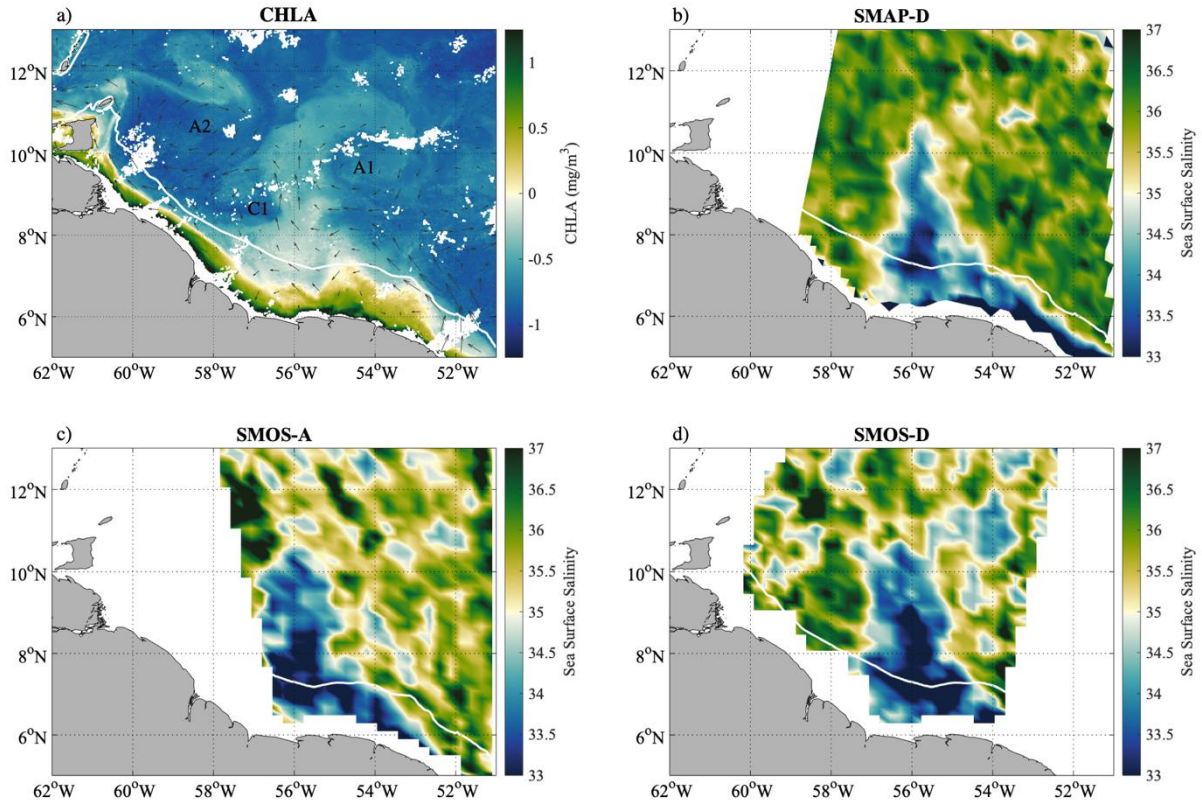 a) CHLA
12°N
10°N
8°N
6°N
62°W 60°W 58°W 56°W 54°W 52°W
A2
A1
C1
1
0.5
0
-0.5
-1
CHLA (mg/m³)
b) SMAP-D
12°N
10°N
8°N
6°N
62°W 60°W 58°W 56°W 54°W 52°W
37
36.5
36
35.5
35
34.5
34
33.5
33
Sea Surface Salinity
c) SMOS-A
12°N
10°N
8°N
6°N
62°W 60°W 58°W 56°W 54°W 52°W
37
36.5
36
35.5
35
34.5
34
33.5
33
Sea Surface Salinity
d) SMOS-D
12°N
10°N
8°N
6°N
62°W 60°W 58°W 56°W 54°W 52°W
37
36.5
36
35.5
35
34.5
34
33.5
33
Sea Surface Salinity